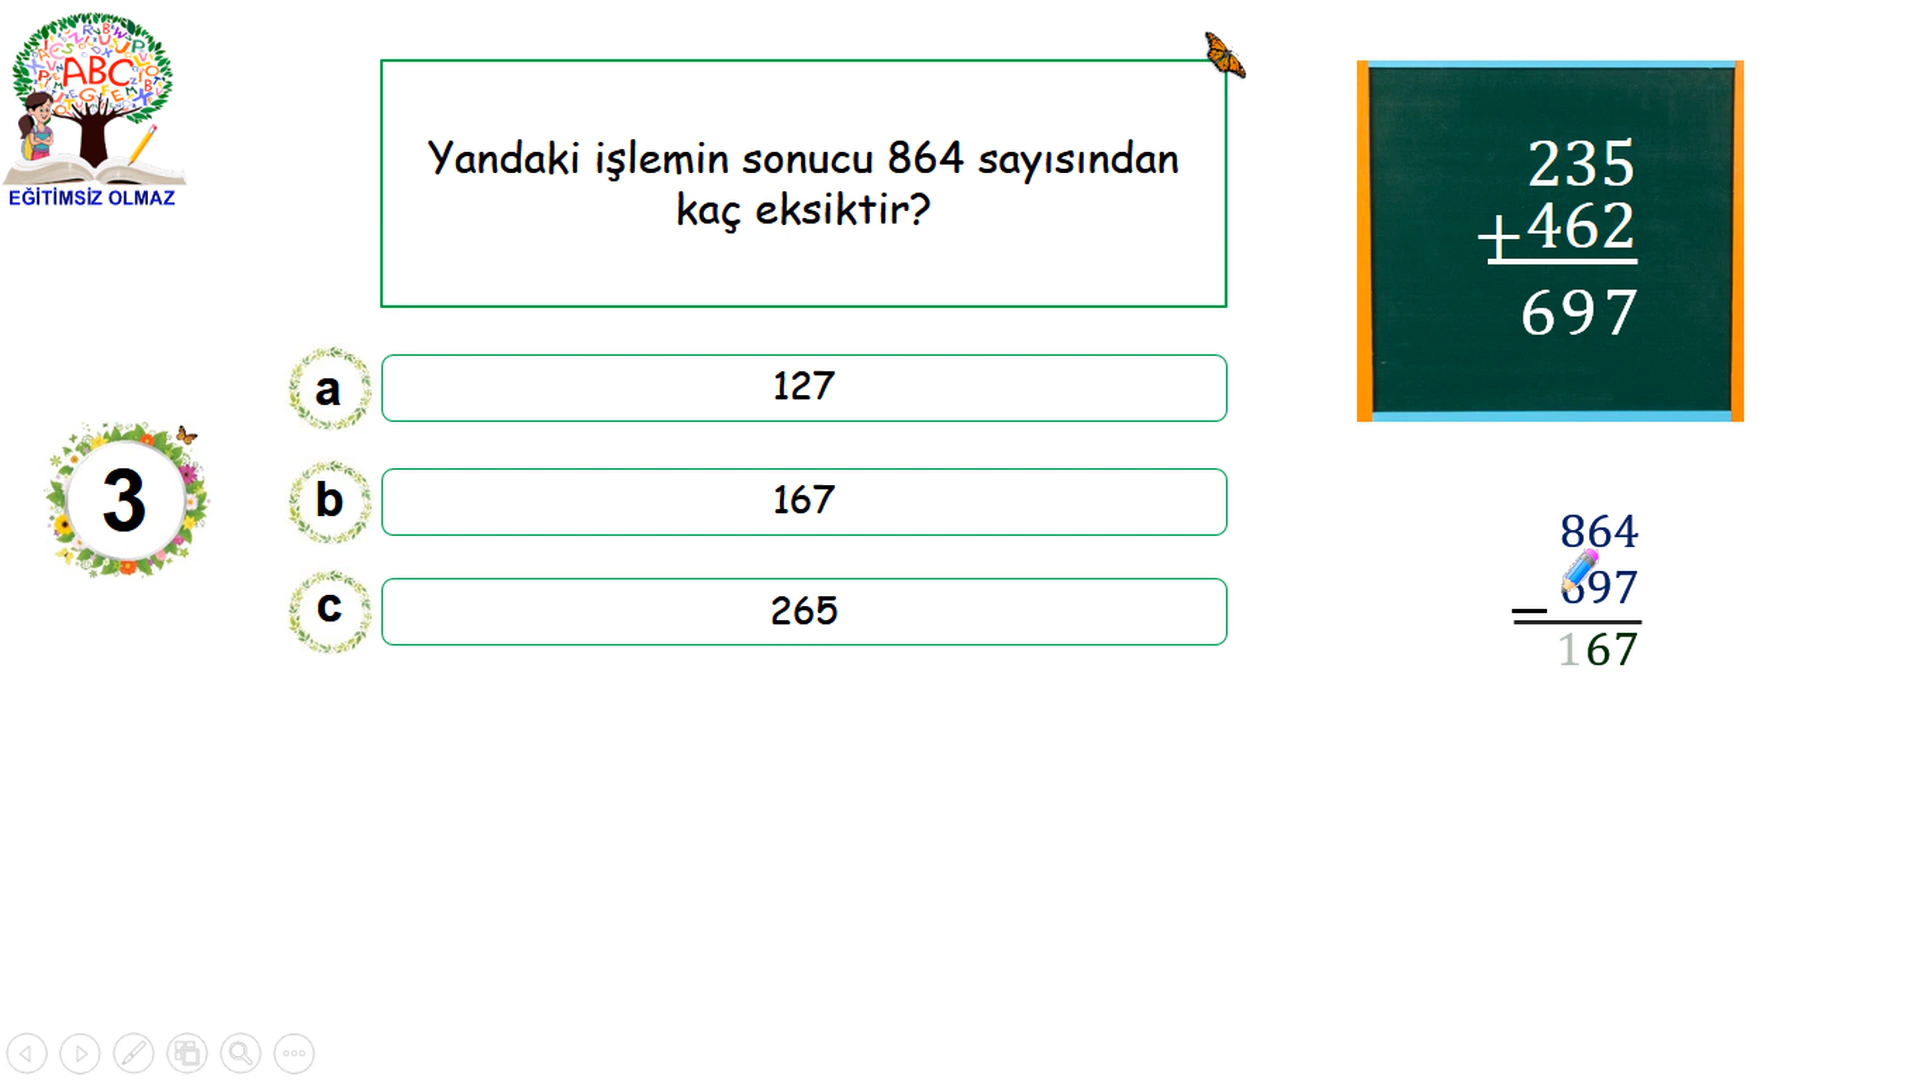 ABC
EĞİTİMSİZ OLMAZ
Yandaki işlemin sonucu 864 sayısından
kaç eksiktir?
235
+462
697
3
a
127
b
167
c
265
864
697
−
167